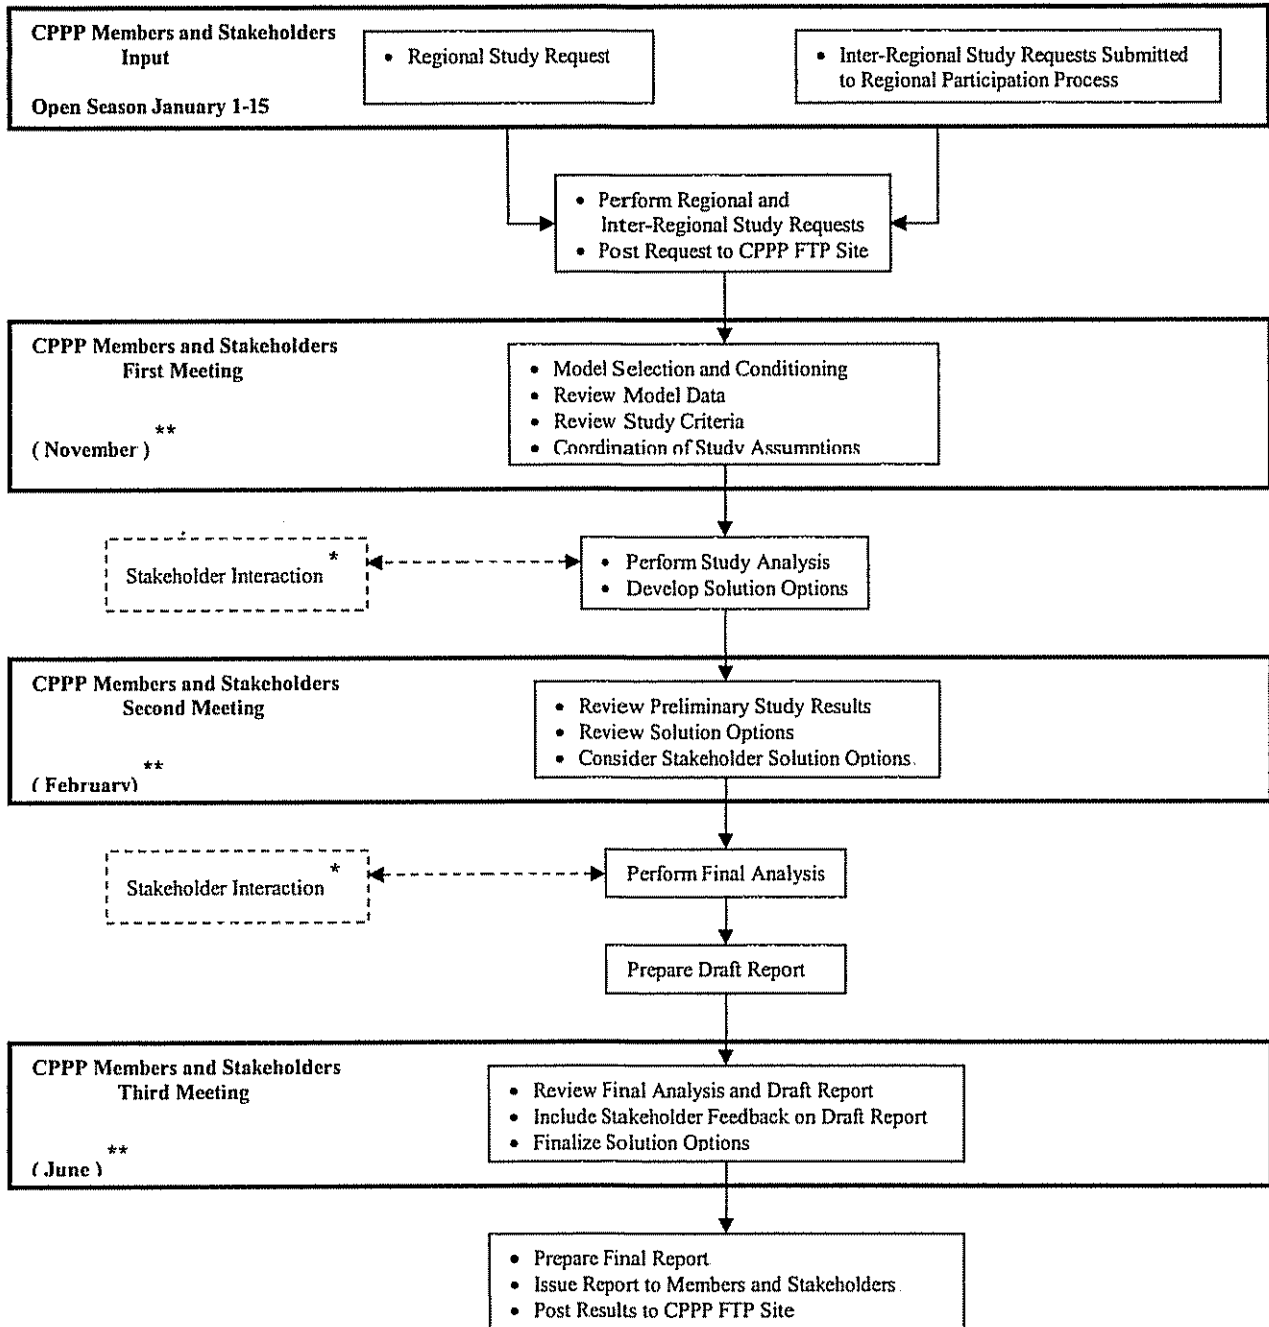 CPPP Members and Stakeholders
Input
Open Season January 1-15
• Regional Study Request
• Inter-Regional Study Requests Submitted
to Regional Participation Process
• Perform Regional and
Inter-Regional Study Requests
• Post Request to CPPP FTP Site
CPPP Members and Stakeholders
First Meeting
( November ) **
• Model Selection and Conditioning
• Review Model Data
• Review Study Criteria
• Coordination of Study Assumptions
Stakeholder Interaction *
• Perform Study Analysis
• Develop Solution Options
CPPP Members and Stakeholders
Second Meeting
( February) **
• Review Preliminary Study Results
• Review Solution Options
• Consider Stakeholder Solution Options.
Stakeholder Interaction *
Perform Final Analysis
Prepare Draft Report
CPPP Members and Stakeholders
Third Meeting
( June ) **
• Review Final Analysis and Draft Report
• Include Stakeholder Feedback on Draft Report
• Finalize Solution Options
• Prepare Final Report
• Issue Report to Members and Stakeholders
• Post Results to CPPP FTP Site